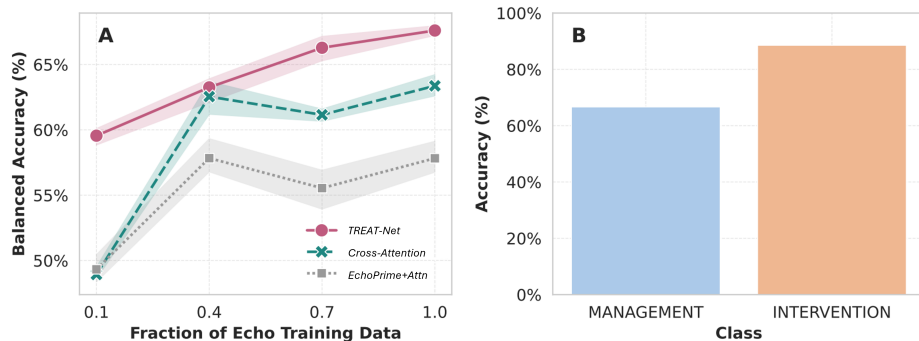 A
Balanced Accuracy (%)
65%
60%
55%
50%
TREAT-Net
Cross-Attention
EchoPrime+Attn
0.1 0.4 0.7 1.0
Fraction of Echo Training Data
B
Accuracy (%)
100%
80%
60%
40%
20%
0%
MANAGEMENT INTERVENTION
Class